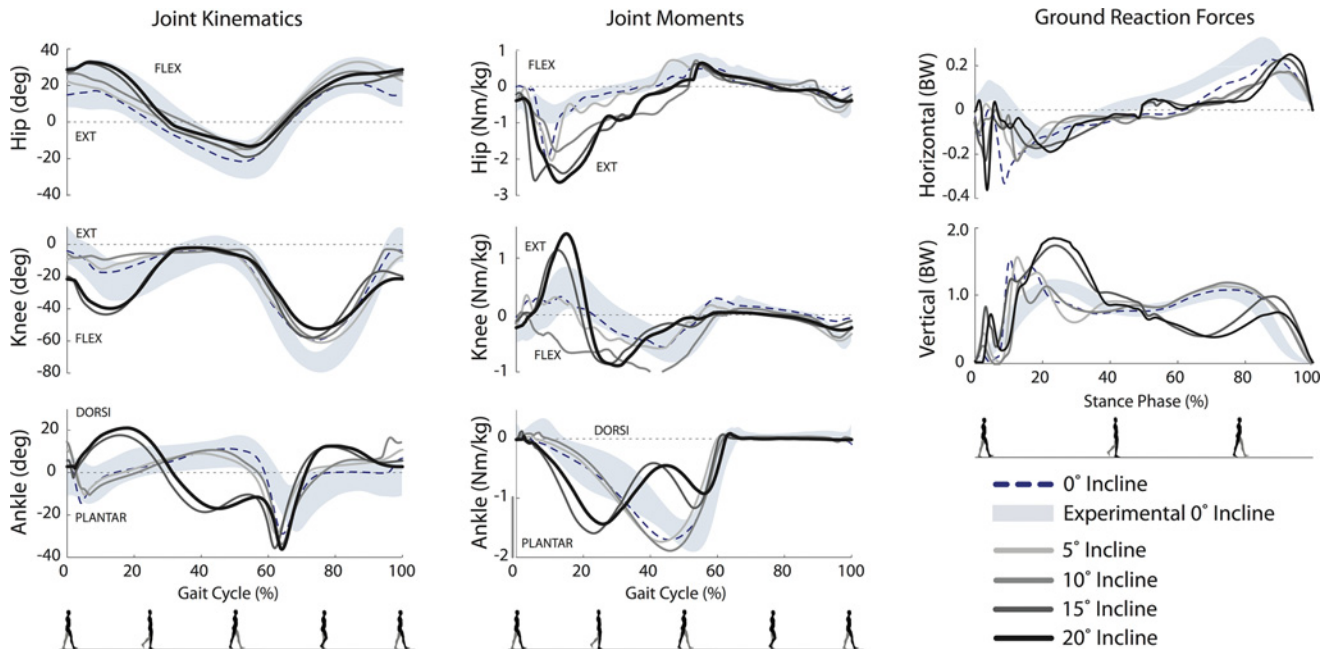 Joint Kinematics
Hip (deg)
40
20
0
-20
-40
FLEX
EXT
Knee (deg)
0
-20
-40
-60
-80
EXT
FLEX
Ankle (deg)
20
0
-20
-40
DORSI
PLANTAR
0 20 40 60 80 100
Gait Cycle (%)
Joint Moments
Hip (Nm/kg)
1
0
-1
-2
-3
FLEX
EXT
Knee (Nm/kg)
1
0
-1
EXT
FLEX
Ankle (Nm/kg)
0
-1
-2
DORSI
PLANTAR
0 20 40 60 80 100
Gait Cycle (%)
Ground Reaction Forces
Horizontal (BW)
0.2
0
-0.2
-0.4
Vertical (BW)
2.0
1.0
0
0 20 40 60 80 100
Stance Phase (%)
0° Incline
Experimental 0° Incline
5° Incline
10° Incline
15° Incline
20° Incline